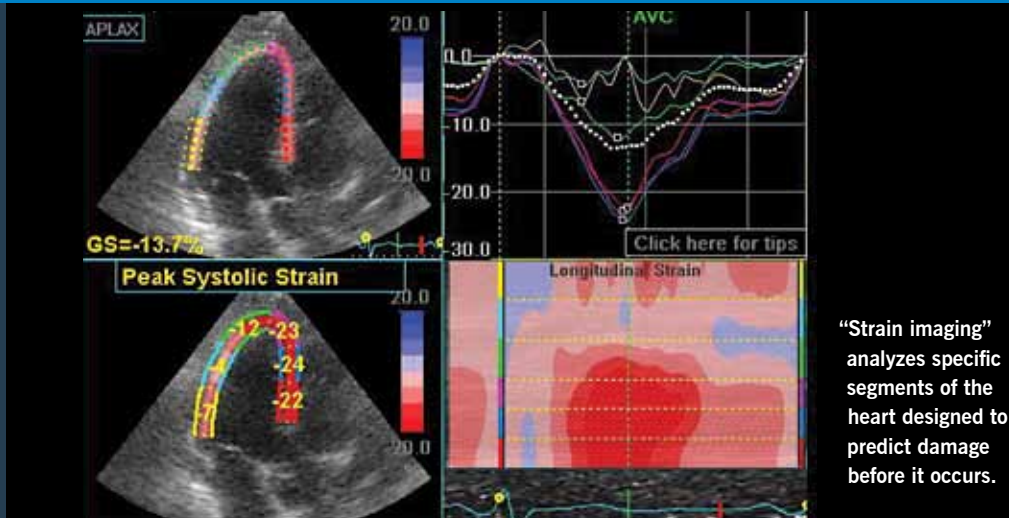 APLAX
20.0
20.0
GS=-13.7%
AVC
0.0
-10.0
-20.0
-30.0
Click here for tips
Peak Systolic Strain
20.0
20.0
-12
-23
-4
-24
-22
-7
Longitudinal Strain
“Strain imaging”
analyzes specific
segments of the
heart designed to
predict damage
before it occurs.